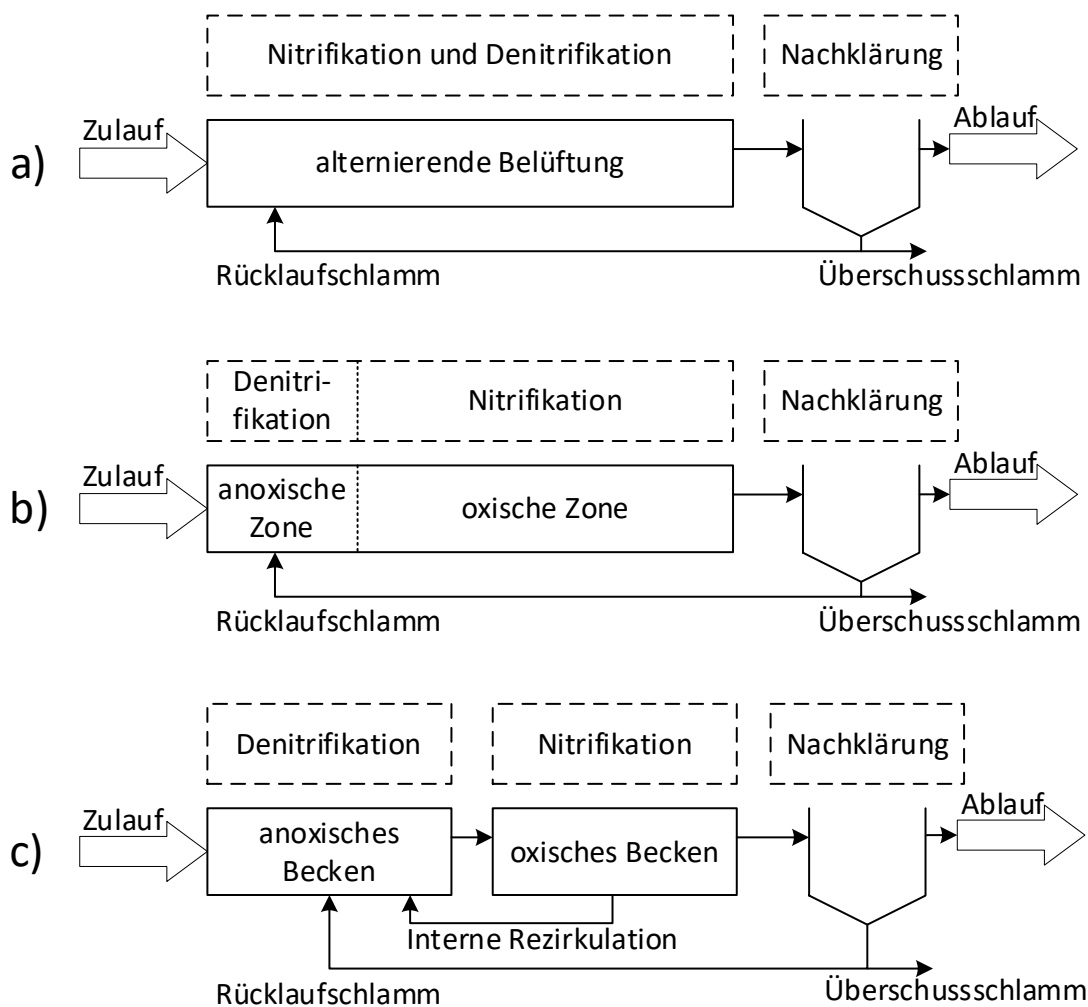 Nitrifikation und Denitrifikation
Nachklärung
Zulauf
Ablauf
a)
alternierende Belüftung
Rücklaufschlamm
Überschussschlamm
Denitri-
fikation
Nitrifikation
Nachklärung
Zulauf
Ablauf
b)
anoxische
Zone
oxische Zone
Rücklaufschlamm
Überschussschlamm
Denitrifikation
Nitrifikation
Nachklärung
Zulauf
Ablauf
c)
anoxisches
Becken
oxisches Becken
Interne Rezirkulation
Rücklaufschlamm
Überschussschlamm